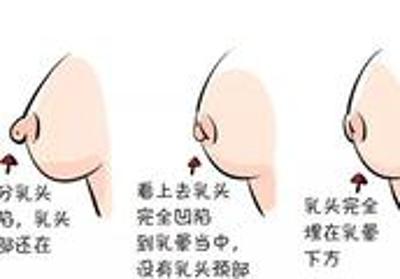 分乳头
陷，乳头
部还在
看上去乳头
完全凹陷
到乳晕当中，
没有乳头颈部
乳头完全
埋在乳晕
下方